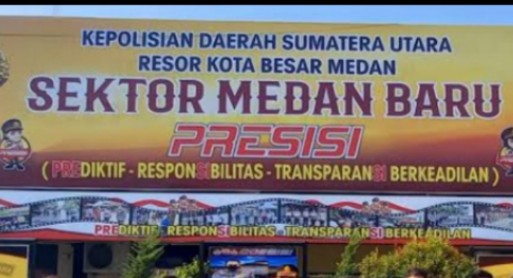 KEPOLISIAN DAERAH SUMATERA UTARA
RESOR KOTA BESAR MEDAN
SEKTOR MEDAN BARU
PRESISI
( PREDIKTIF - RESPONSIBILITAS - TRANSPARANSI BERKEADILAN )
PREDIKTIF - RESPONSIBILITAS - TRANSPARANSI BERKEADILAN